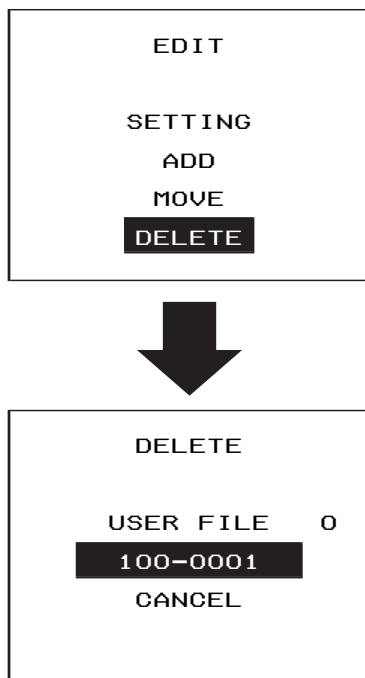 EDIT
SETTING
ADD
MOVE
DELETE
DELETE
USER FILE 0
100-0001
CANCEL